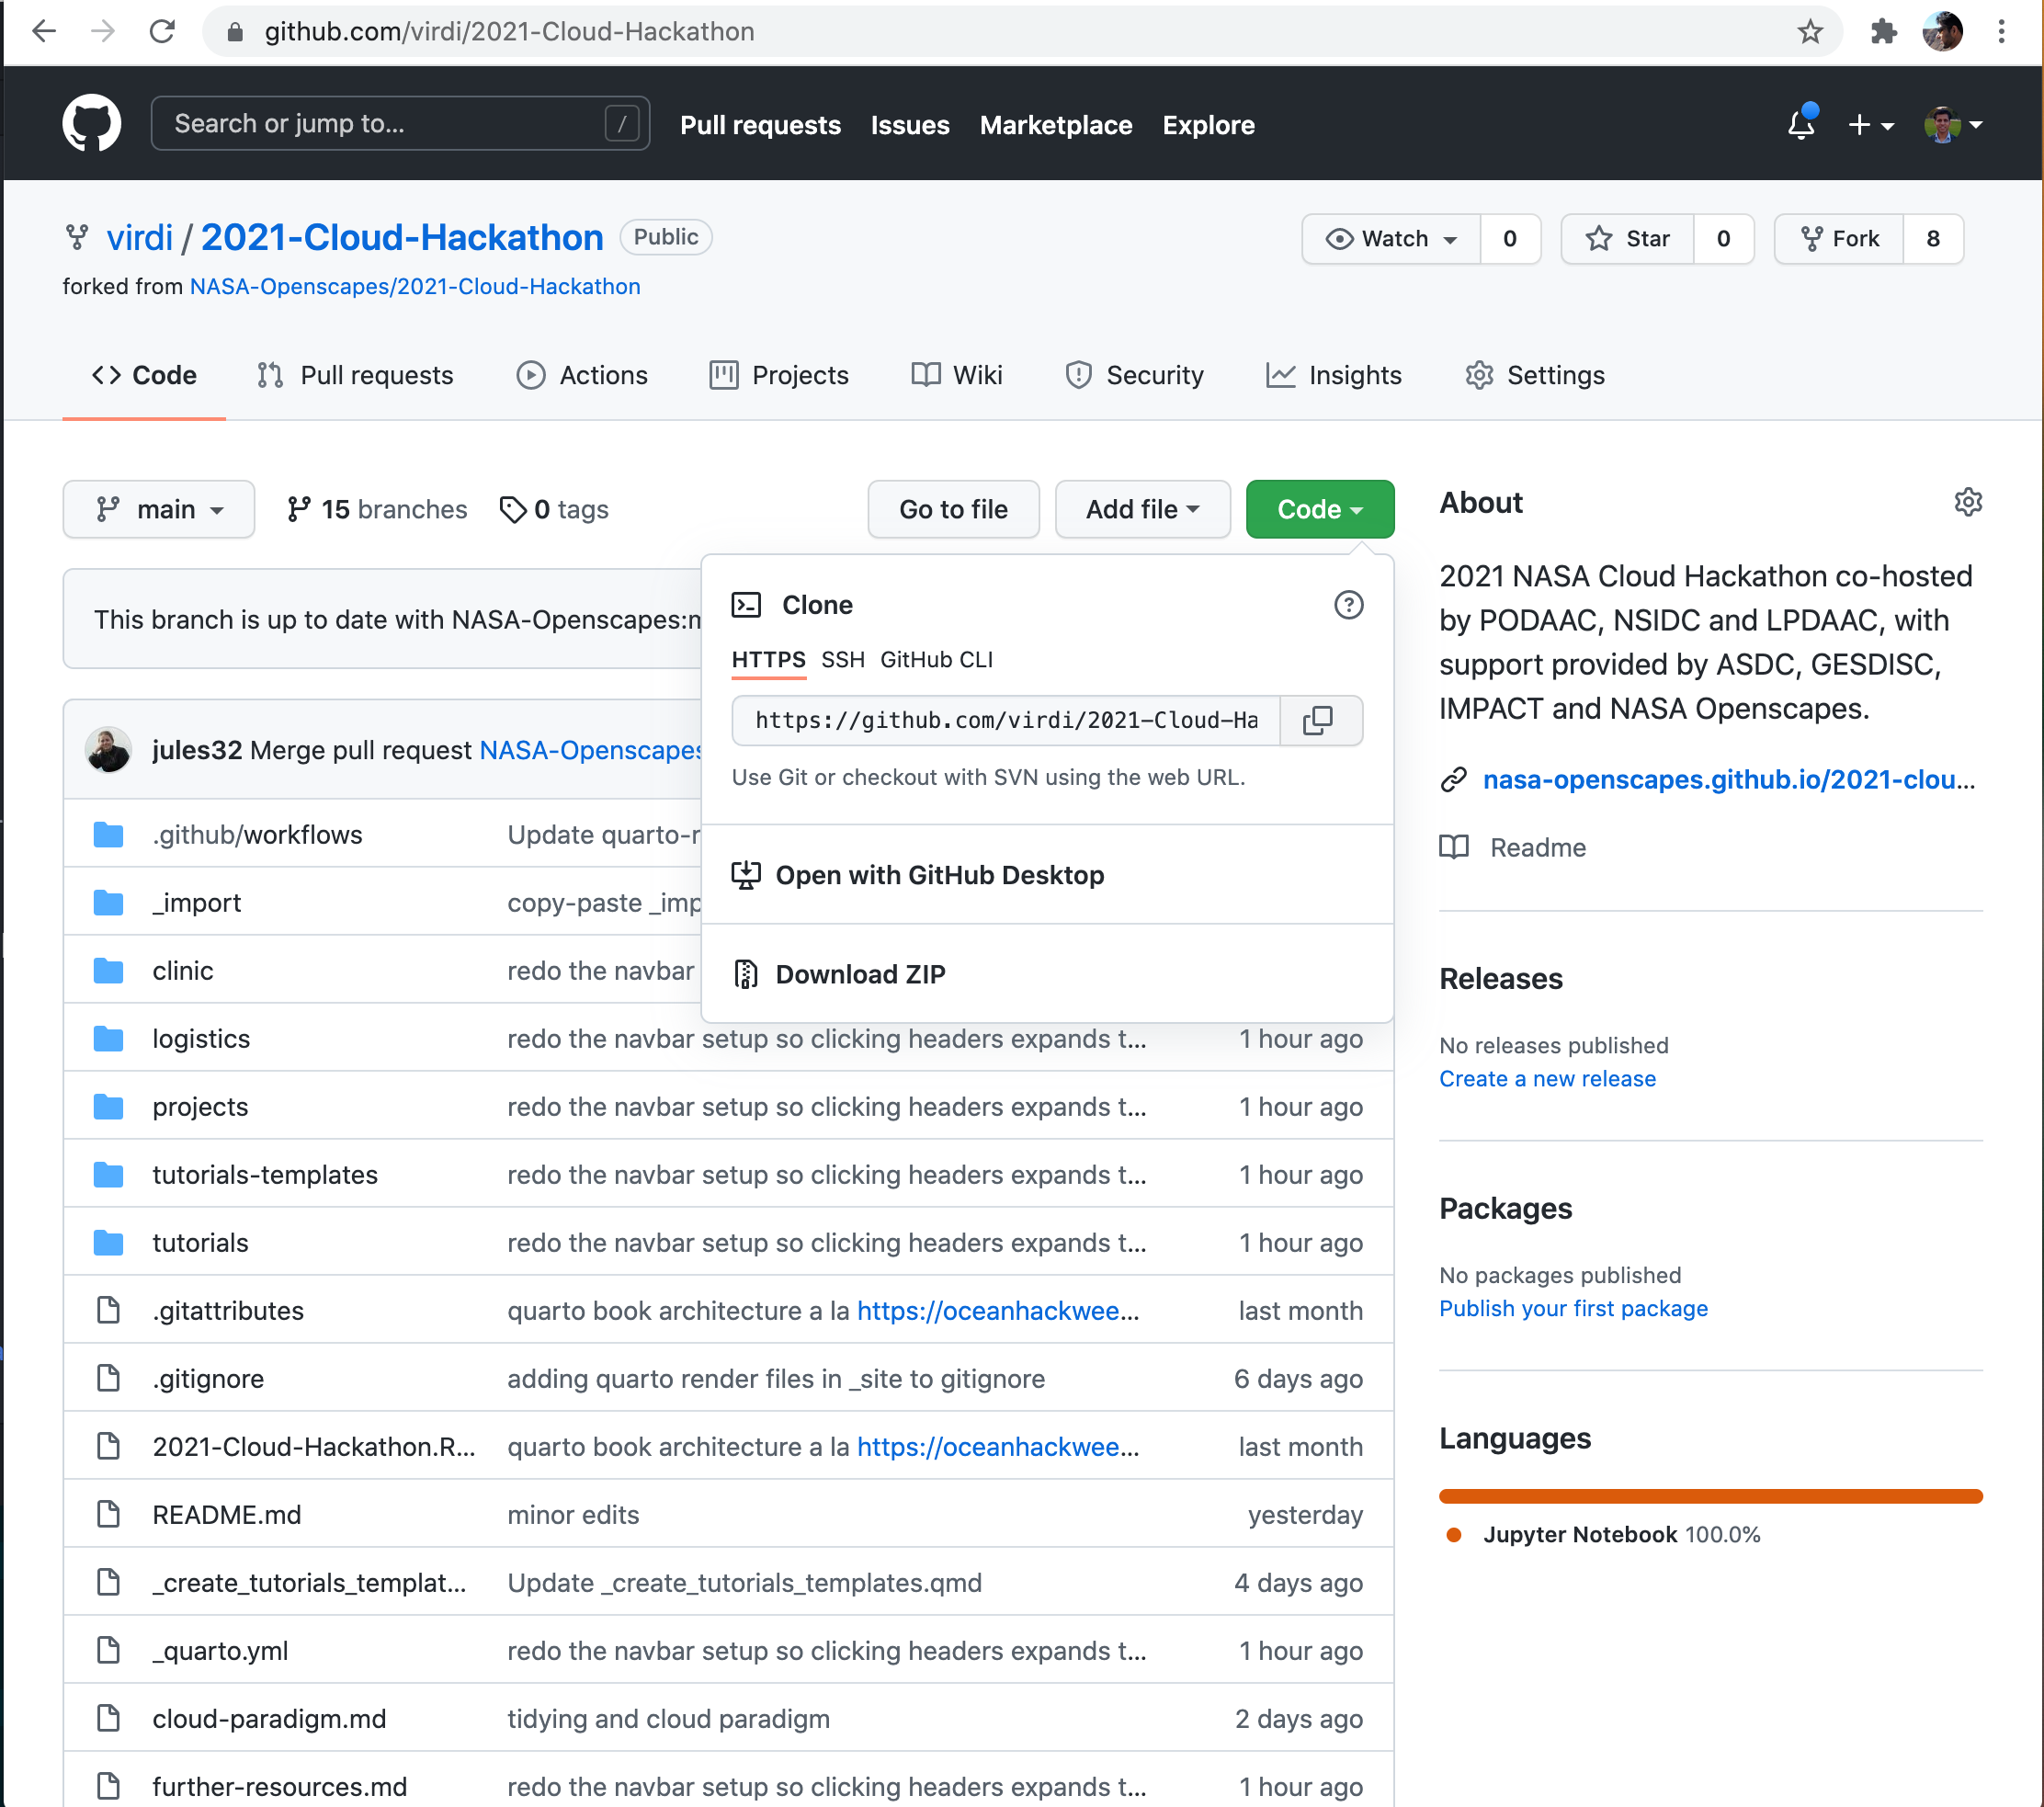 github.com/virdi/2021-Cloud-Hackathon
Search or jump to... /
Pull requests Issues Marketplace Explore
virdi / 2021-Cloud-Hackathon Public
Watch 0 Star 0 Fork 8
forked from NASA-Openscapes/2021-Cloud-Hackathon
Code Pull requests Actions Projects Wiki Security Insights Settings
main 15 branches 0 tags
Go to file Add file Code
This branch is up to date with NASA-Openscapes:m
Clone
HTTPS SSH GitHub CLI
https://github.com/virdi/2021-Cloud-Ha
Use Git or checkout with SVN using the web URL.
Open with GitHub Desktop
Download ZIP
jules32 Merge pull request NASA-Openscapes
.github/workflows Update quarto-r
_import copy-paste _imp
clinic redo the navbar
logistics redo the navbar setup so clicking headers expands t... 1 hour ago
projects redo the navbar setup so clicking headers expands t... 1 hour ago
tutorials-templates redo the navbar setup so clicking headers expands t... 1 hour ago
tutorials redo the navbar setup so clicking headers expands t... 1 hour ago
.gitattributes quarto book architecture a la https://oceanhackwee... last month
.gitignore adding quarto render files in _site to gitignore 6 days ago
2021-Cloud-Hackathon.R... quarto book architecture a la https://oceanhackwee... last month
README.md minor edits yesterday
_create_tutorials_templat... Update _create_tutorials_templates.qmd 4 days ago
_quarto.yml redo the navbar setup so clicking headers expands t... 1 hour ago
cloud-paradigm.md tidying and cloud paradigm 2 days ago
further-resources.md redo the navbar setup so clicking headers expands t... 1 hour ago
About
2021 NASA Cloud Hackathon co-hosted
by PODAAC, NSIDC and LPDAAC, with
support provided by ASDC, GESDISC,
IMPACT and NASA Openscapes.
nasa-openscapes.github.io/2021-clou...
Readme
Releases
No releases published
Create a new release
Packages
No packages published
Publish your first package
Languages
Jupyter Notebook 100.0%